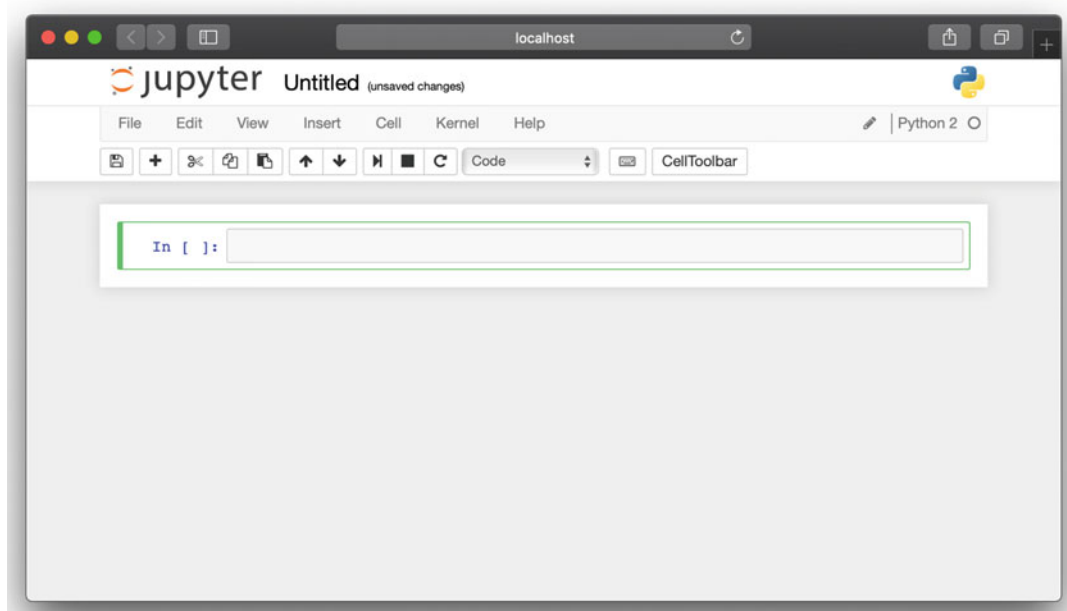 localhost
jupyter Untitled (unsaved changes)
File Edit View Insert Cell Kernel Help Python 2
Code CellToolbar
In [ ]: